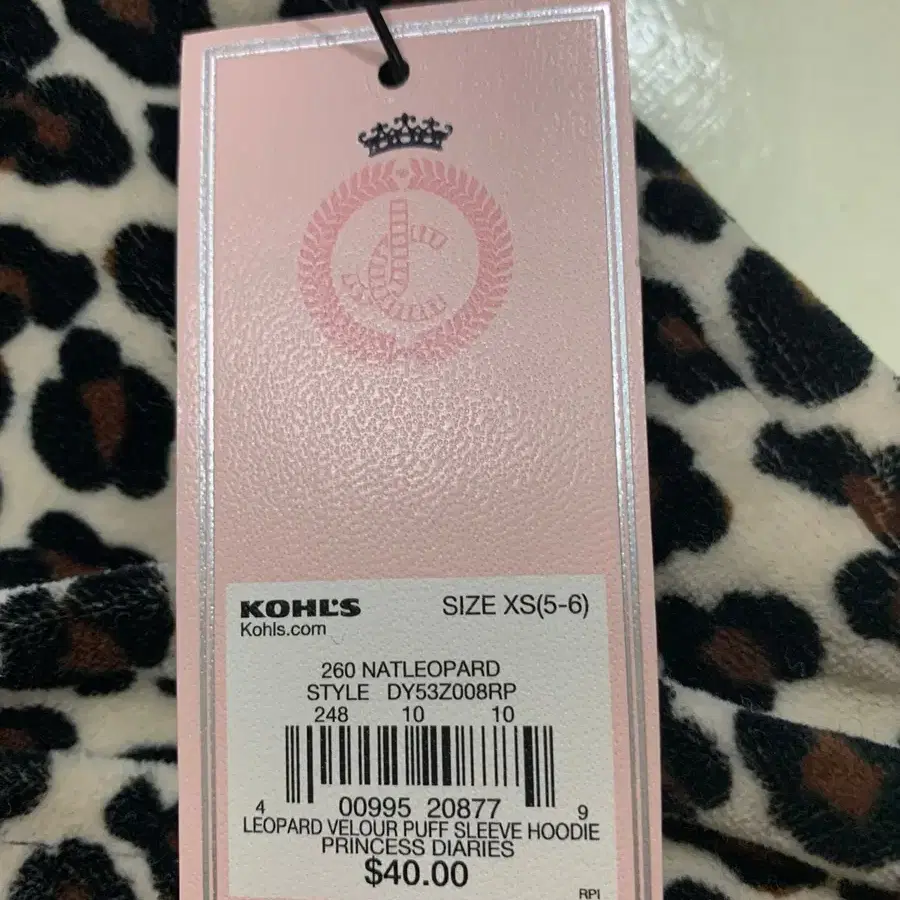 KOHL'S
Kohls.com
SIZE XS(5-6)
260 NATLEOPARD
STYLE DY53Z008RP
248 10 10
4 00995 20877 9
LEOPARD VELOUR PUFF SLEEVE HOODIE
PRINCESS DIARIES
$40.00
RPI